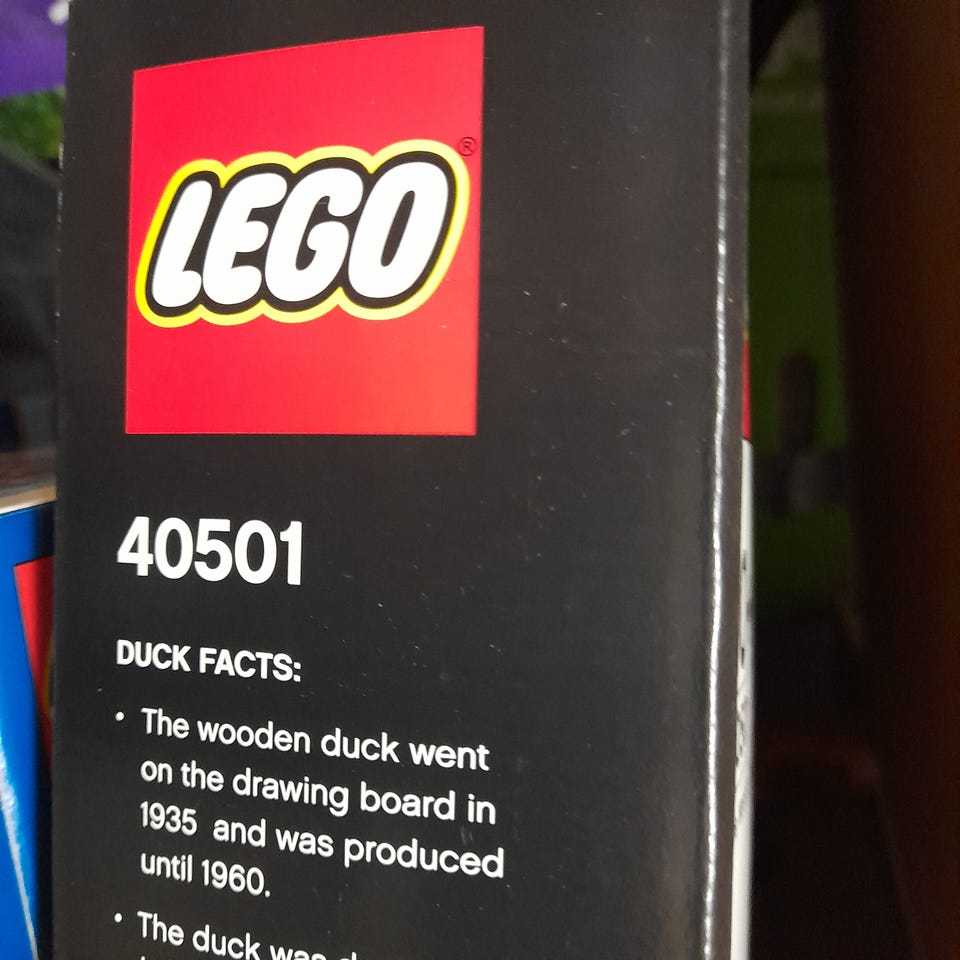 LEGO®
40501
DUCK FACTS:
• The wooden duck went
on the drawing board in
1935 and was produced
until 1960.
• The duck was